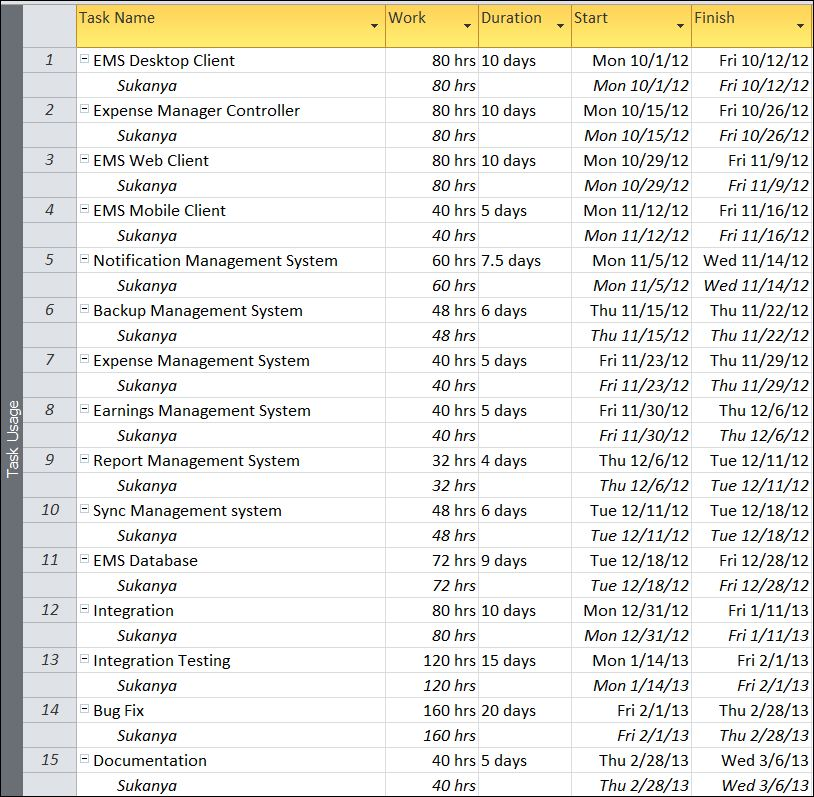 Task Name Work Duration Start Finish
1 EMS Desktop Client 80 hrs 10 days Mon 10/1/12 Fri 10/12/12
Sukanya 80 hrs Mon 10/1/12 Fri 10/12/12
2 Expense Manager Controller 80 hrs 10 days Mon 10/15/12 Fri 10/26/12
Sukanya 80 hrs Mon 10/15/12 Fri 10/26/12
3 EMS Web Client 80 hrs 10 days Mon 10/29/12 Fri 11/9/12
Sukanya 80 hrs Mon 10/29/12 Fri 11/9/12
4 EMS Mobile Client 40 hrs 5 days Mon 11/12/12 Fri 11/16/12
Sukanya 40 hrs Mon 11/12/12 Fri 11/16/12
5 Notification Management System 60 hrs 7.5 days Mon 11/5/12 Wed 11/14/12
Sukanya 60 hrs Mon 11/5/12 Wed 11/14/12
6 Backup Management System 48 hrs 6 days Thu 11/15/12 Thu 11/22/12
Sukanya 48 hrs Thu 11/15/12 Thu 11/22/12
7 Expense Management System 40 hrs 5 days Fri 11/23/12 Thu 11/29/12
Sukanya 40 hrs Fri 11/23/12 Thu 11/29/12
8 Earnings Management System 40 hrs 5 days Fri 11/30/12 Thu 12/6/12
Sukanya 40 hrs Fri 11/30/12 Thu 12/6/12
9 Report Management System 32 hrs 4 days Thu 12/6/12 Tue 12/11/12
Sukanya 32 hrs Thu 12/6/12 Tue 12/11/12
10 Sync Management system 48 hrs 6 days Tue 12/11/12 Tue 12/18/12
Sukanya 48 hrs Tue 12/11/12 Tue 12/18/12
11 EMS Database 72 hrs 9 days Tue 12/18/12 Fri 12/28/12
Sukanya 72 hrs Tue 12/18/12 Fri 12/28/12
12 Integration 80 hrs 10 days Mon 12/31/12 Fri 1/11/13
Sukanya 80 hrs Mon 12/31/12 Fri 1/11/13
13 Integration Testing 120 hrs 15 days Mon 1/14/13 Fri 2/1/13
Sukanya 120 hrs Mon 1/14/13 Fri 2/1/13
14 Bug Fix 160 hrs 20 days Fri 2/1/13 Thu 2/28/13
Sukanya 160 hrs Fri 2/1/13 Thu 2/28/13
15 Documentation 40 hrs 5 days Thu 2/28/13 Wed 3/6/13
Sukanya 40 hrs Thu 2/28/13 Wed 3/6/13
Task Usage